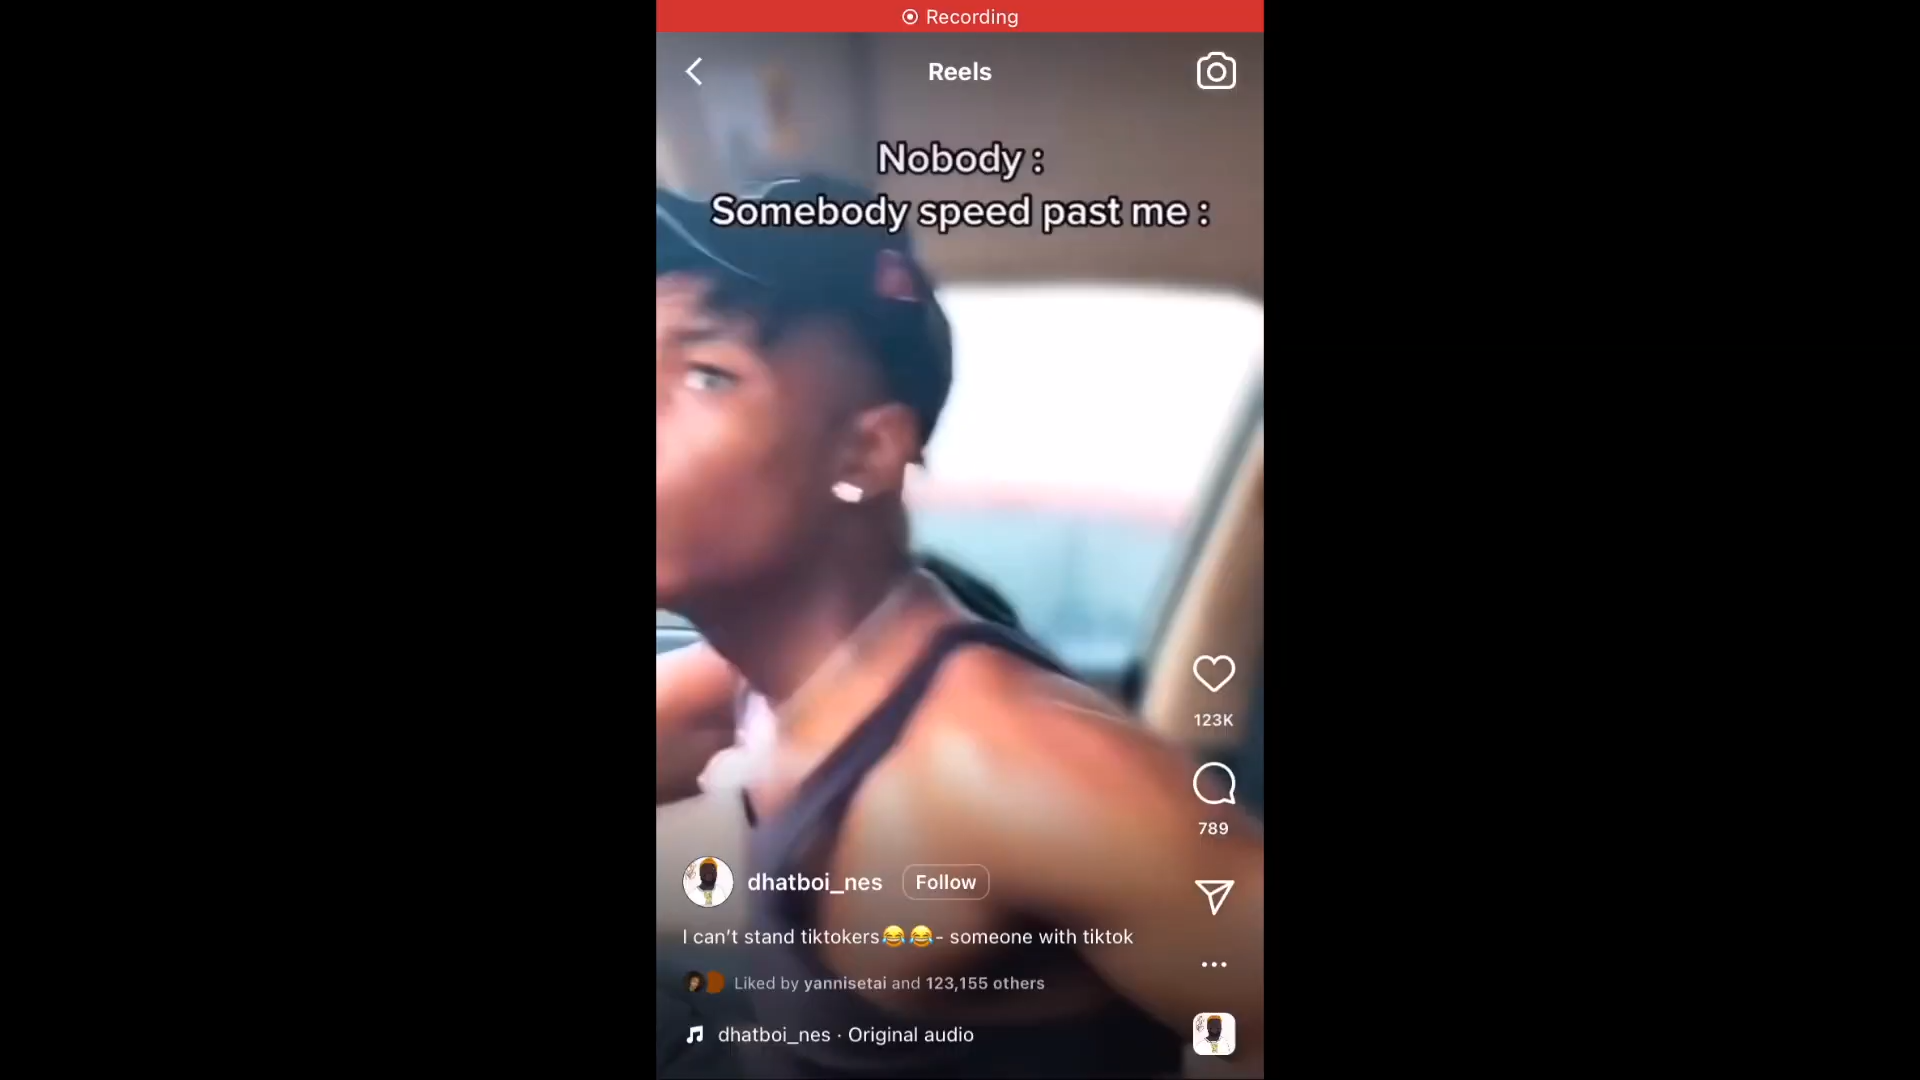 Recording
Reels
Nobody :
Somebody speed past me :
123K
789
dhatboi_nes Follow
I can’t stand tiktokers😂😂- someone with tiktok
Liked by yannisetai and 123,155 others
dhatboi_nes · Original audio